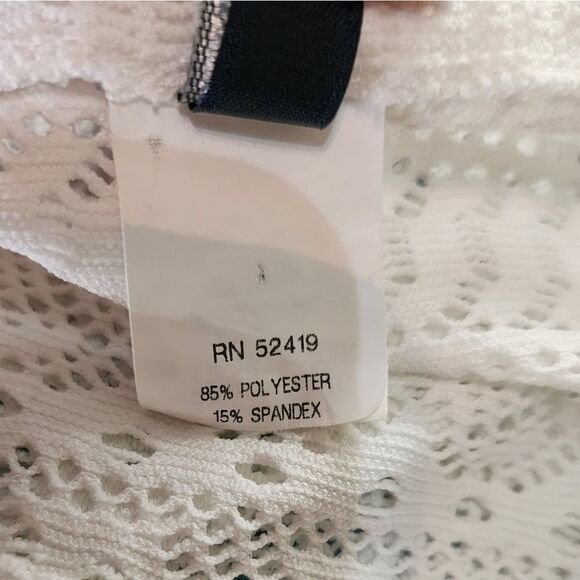 RN 52419
85% POLYESTER
15% SPANDEX